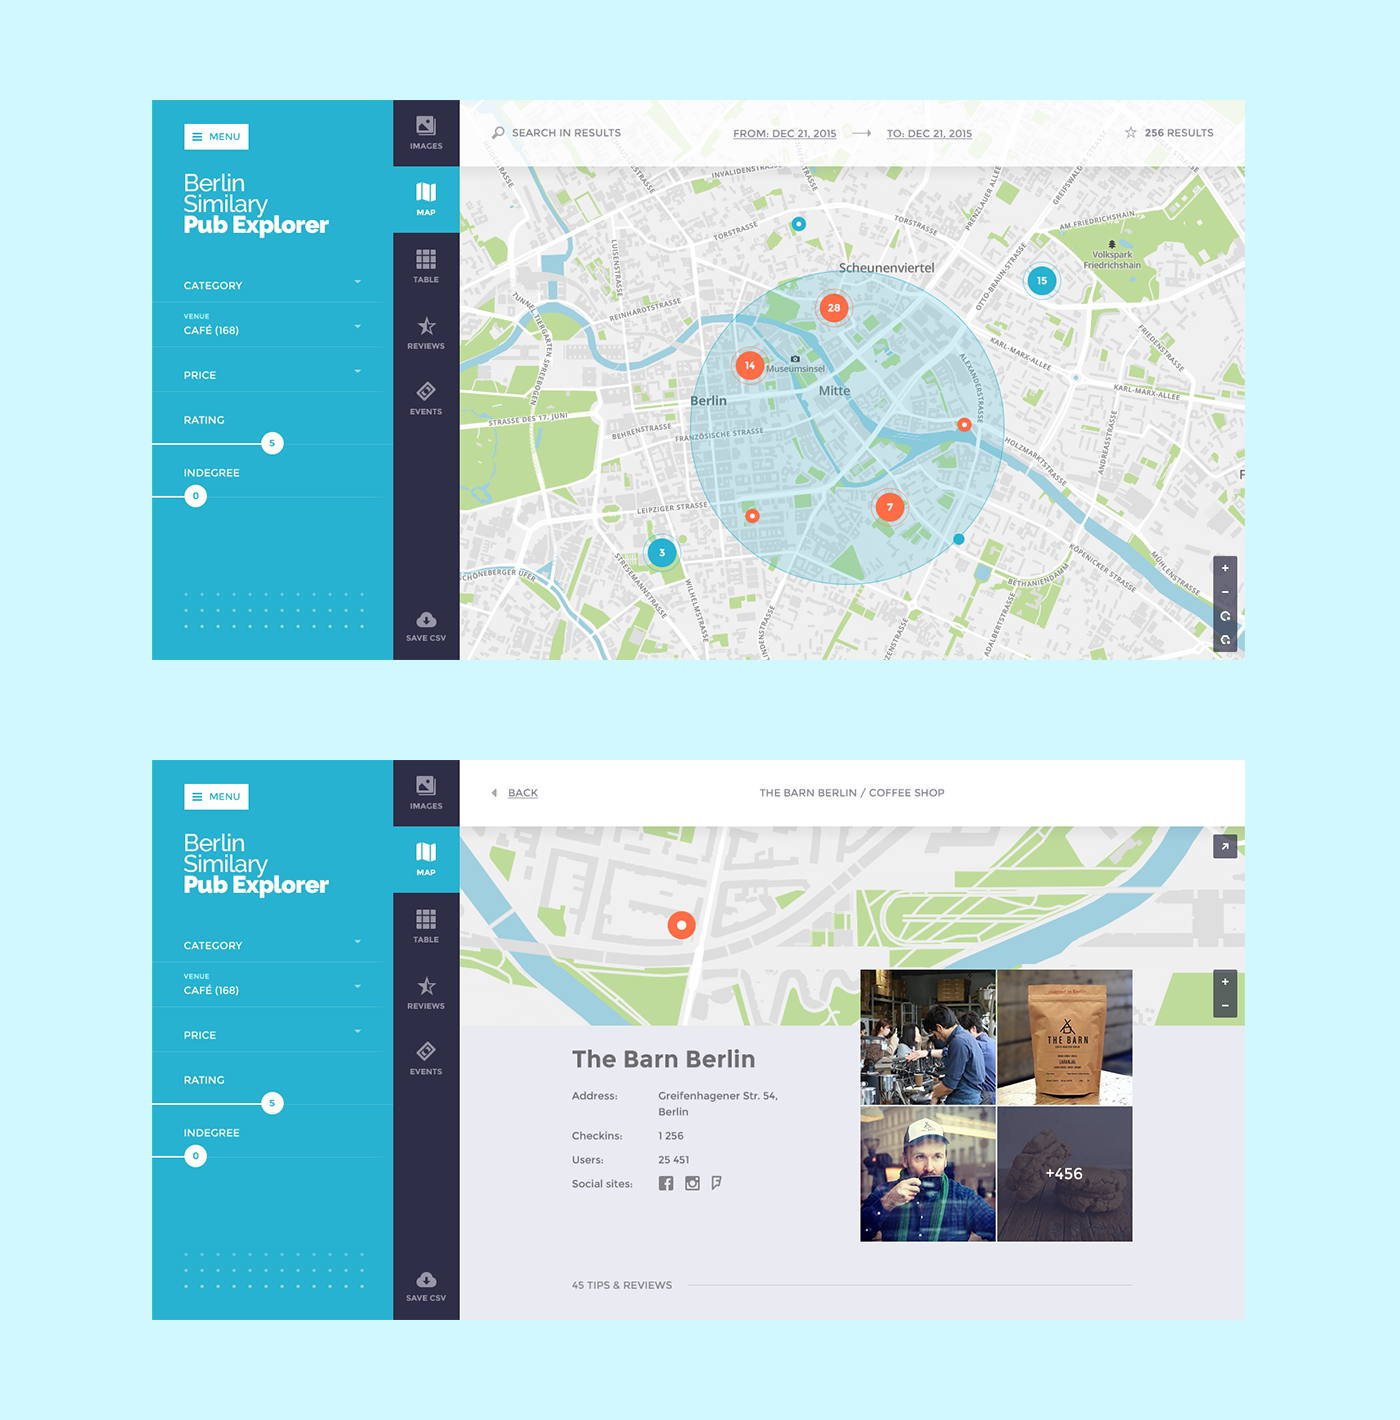 MENU
Berlin
Similary
Pub Explorer
CATEGORY
VENUE
CAFÉ (168)
PRICE
RATING
5
INDEGREE
0
IMAGES
MAP
TABLE
REVIEWS
EVENTS
SAVE CSV
SEARCH IN RESULTS
FROM: DEC 21, 2015
TO: DEC 21, 2015
256 RESULTS
INVALIDENSTRASSE
TORSTRASSE
TORSTRASSE
PRENZLAUER ALLEE
GREIFSWALDER STRASSE
AM FRIEDRICHSHAIN
Volkspark
Friedrichshain
Scheunenviertel
OTTO-BRAUN-STRASSE
15
LUISENSTRASSE
TUNNEL TIERGARTEN SPREEBOGEN
REINHARDTSTRASSE
28
FRIEDENSTRASSE
KARL-MARX-ALLEE
KARL-MARX-ALLEE
14
Museumsinsel
Mitte
Berlin
ALEXANDERSTRASSE
STRASSE DES 17. JUNI
BEHRENSTRASSE
FRANZÖSISCHE STRASSE
HOLZMARKTSTRASSE
ANDREASSTRASSE
F
LEIPZIGER STRASSE
7
3
SCHÖNEBERGER UFER
STRESEMANNSTRASSE
WILHELMSTRASSE
KÖPENICKER STRASSE
MÜHLENSTRASSE
BETHANIENDAMM
ADALBERTSTRASSE
+
−
MENU
Berlin
Similary
Pub Explorer
CATEGORY
VENUE
CAFÉ (168)
PRICE
RATING
5
INDEGREE
0
IMAGES
MAP
TABLE
REVIEWS
EVENTS
SAVE CSV
BACK
THE BARN BERLIN / COFFEE SHOP
+
−
The Barn Berlin
Address: Greifenhagener Str. 54,
Berlin
Checkins: 1 256
Users: 25 451
Social sites:
THE BARN
+456
45 TIPS & REVIEWS